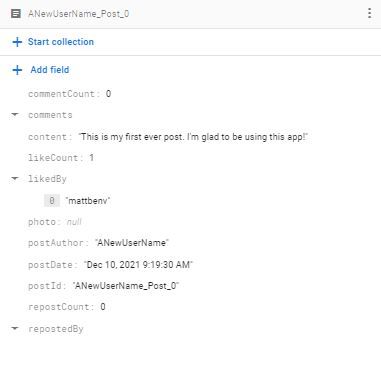 ANewUserName_Post_0
Start collection
Add field
commentCount: 0
comments
content: "This is my first ever post. I'm glad to be using this app!"
likeCount: 1
likedBy
0 "mattbenv"
photo: null
postAuthor: "ANewUserName"
postDate: "Dec 10, 2021 9:19:30 AM"
postId: "ANewUserName_Post_0"
repostCount: 0
repostedBy